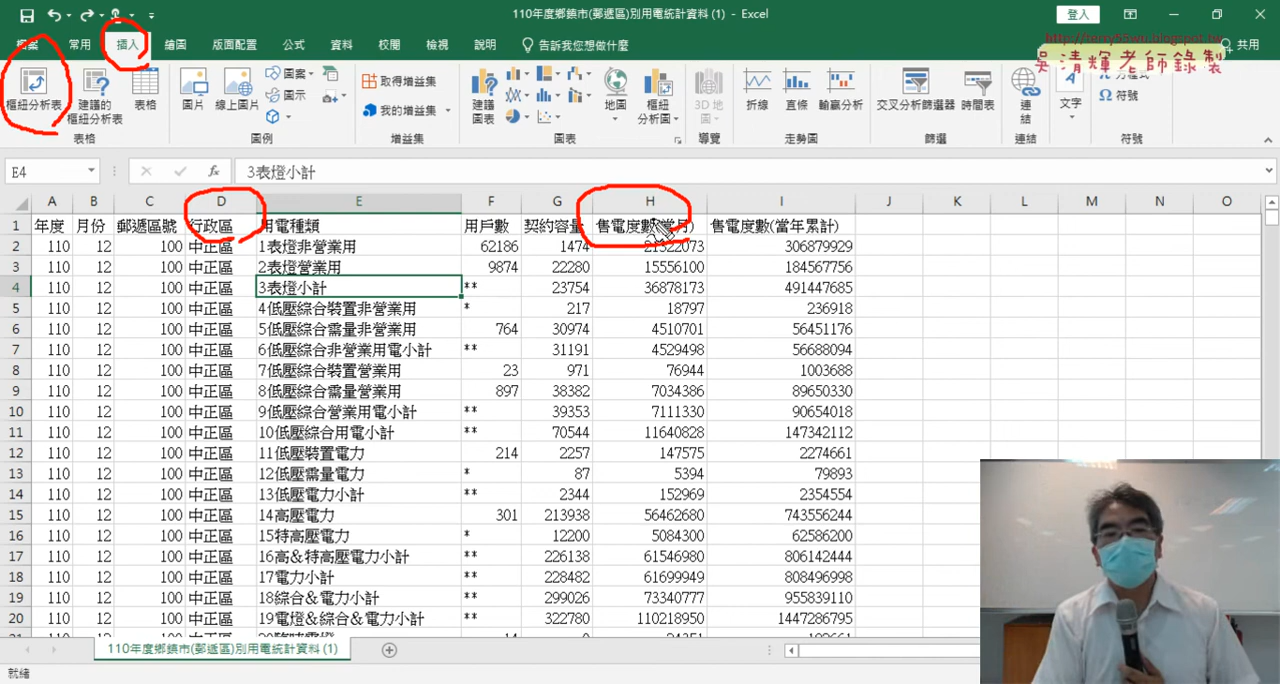 110年度鄉鎮市(郵遞區)別用電統計資料 (1) - Excel
登入
檔案 常用 插入 繪圖 版面配置 公式 資料 校閱 檢視 說明 告訴我您想做什麼 共用
http://terry55wu.blogspot.tw
吳清輝老師錄製
樞紐分析表 建議的樞紐分析表 表格 圖片 線上圖片 圖案 圖示 取得增益集 我的增益集 建議圖表 地圖 樞紐分析圖 3D 地圖 折線 直條 輸贏分析 交叉分析篩選器 時間表 連結 文字 方程式 符號
表格 圖例 增益集 圖表 導覽 走勢圖 篩選 連結 符號
E4 fx 3表燈小計
A B C D E F G H I J K L M N O
1 年度 月份 郵遞區號 行政區 用電種類 用戶數 契約容量 售電度數(當月) 售電度數(當年累計)
2 110 12 100 中正區 1表燈非營業用 62186 1474 21322073 306879929
3 110 12 100 中正區 2表燈營業用 9874 22280 15556100 184567756
4 110 12 100 中正區 3表燈小計 ** 23754 36878173 491447685
5 110 12 100 中正區 4低壓綜合裝置非營業用 * 217 18797 236918
6 110 12 100 中正區 5低壓綜合需量非營業用 764 30974 4510701 56451176
7 110 12 100 中正區 6低壓綜合非營業用電小計 ** 31191 4529498 56688094
8 110 12 100 中正區 7低壓綜合裝置營業用 23 971 76944 1003688
9 110 12 100 中正區 8低壓綜合需量營業用 897 38382 7034386 89650330
10 110 12 100 中正區 9低壓綜合營業用電小計 ** 39353 7111330 90654018
11 110 12 100 中正區 10低壓綜合用電小計 ** 70544 11640828 147342112
12 110 12 100 中正區 11低壓裝置電力 214 2257 147575 2274661
13 110 12 100 中正區 12低壓需量電力 * 87 5394 79893
14 110 12 100 中正區 13低壓電力小計 ** 2344 152969 2354554
15 110 12 100 中正區 14高壓電力 301 213938 56462680 743556244
16 110 12 100 中正區 15特高壓電力 * 12200 5084300 62586200
17 110 12 100 中正區 16高&特高壓電力小計 ** 226138 61546980 806142444
18 110 12 100 中正區 17電力小計 ** 228482 61699949 808496998
19 110 12 100 中正區 18綜合&電力小計 ** 299026 73340777 955839110
20 110 12 100 中正區 19電燈&綜合&電力小計 ** 322780 110218950 1447286795
110年度鄉鎮市(郵遞區)別用電統計資料 (1)
就緒